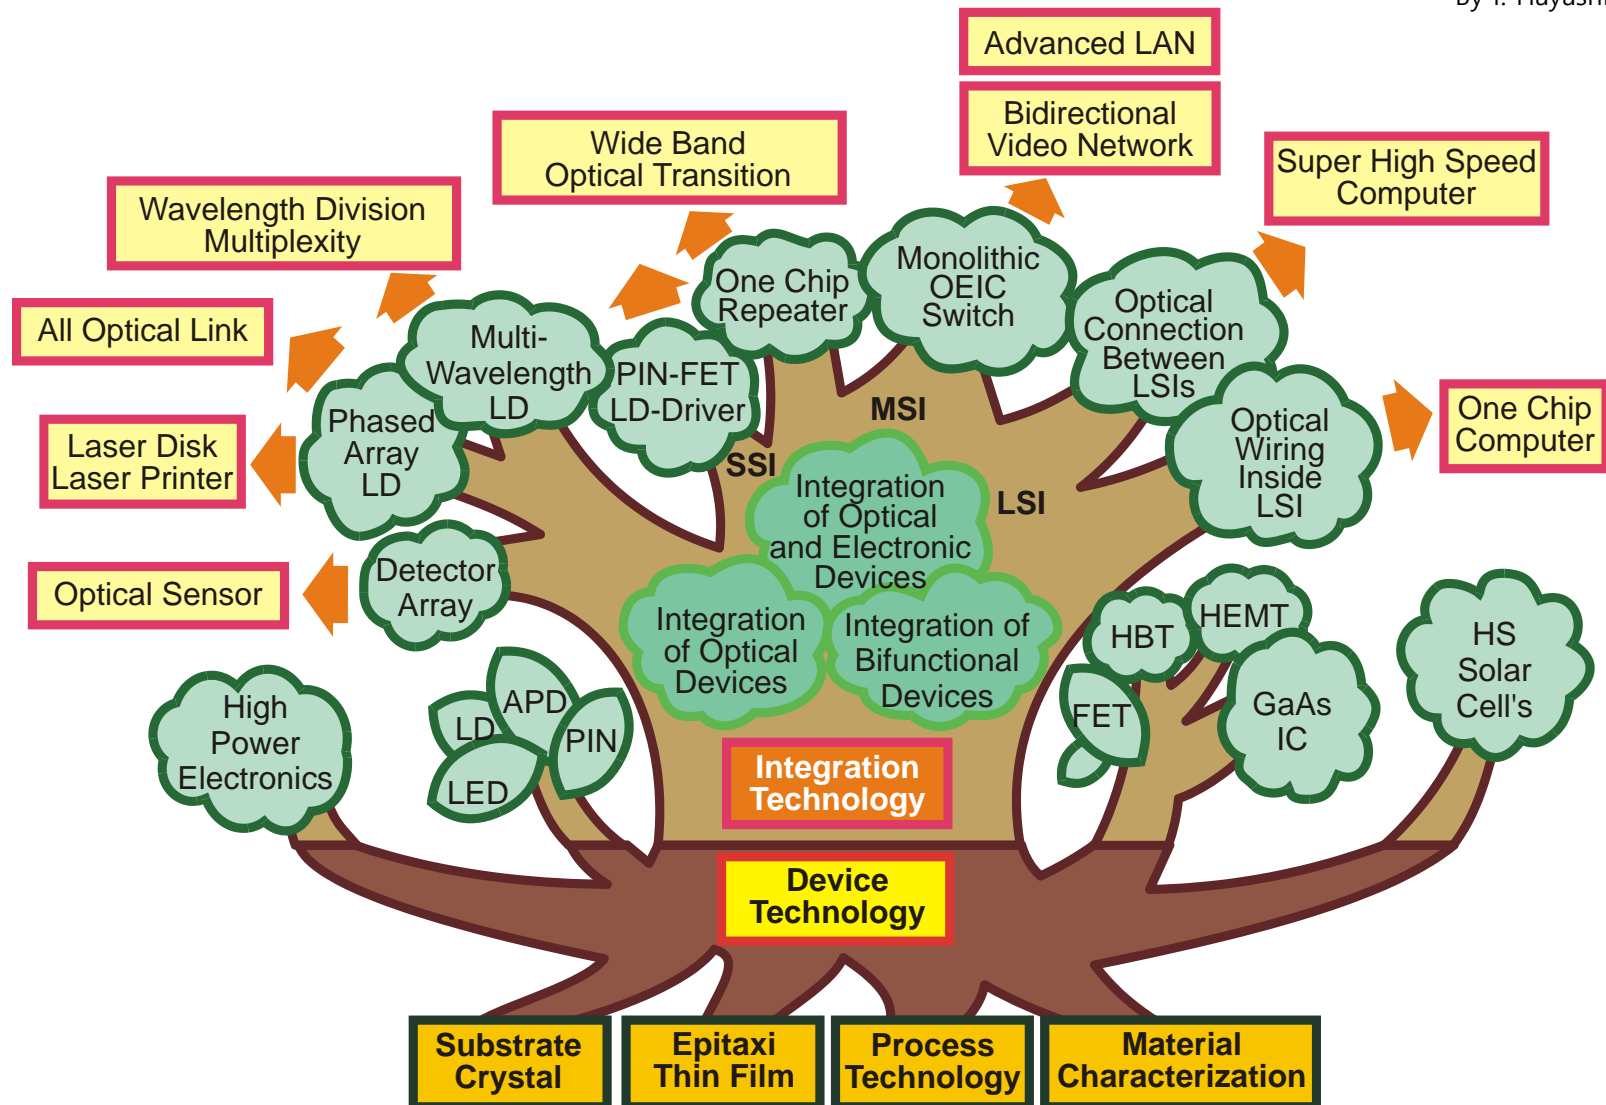 By I. Hayashi
Advanced LAN
Bidirectional
Video Network
Wide Band
Optical Transition
Super High Speed
Computer
Wavelength Division
Multiplexity
All Optical Link
One Chip
Repeater
Monolithic
OEIC
Switch
Optical
Connection
Between
LSIs
Multi-
Wavelength
LD
PIN-FET
LD-Driver
Phased
Array
LD
Laser Disk
Laser Printer
MSI
SSI
LSI
Optical
Wiring
Inside
LSI
One Chip
Computer
Integration
of Optical
and Electronic
Devices
Detector
Array
Optical Sensor
Integration
of Optical
Devices
Integration of
Bifunctional
Devices
HBT
HEMT
FET
GaAs
IC
HS
Solar
Cell's
High
Power
Electronics
LD
APD
PIN
LED
Integration
Technology
Device
Technology
Substrate
Crystal
Epitaxi
Thin Film
Process
Technology
Material
Characterization